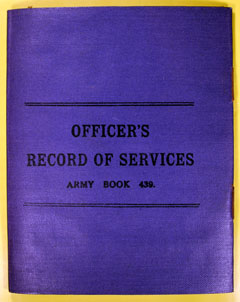 OFFICER'S
RECORD OF SERVICES
ARMY BOOK 439.